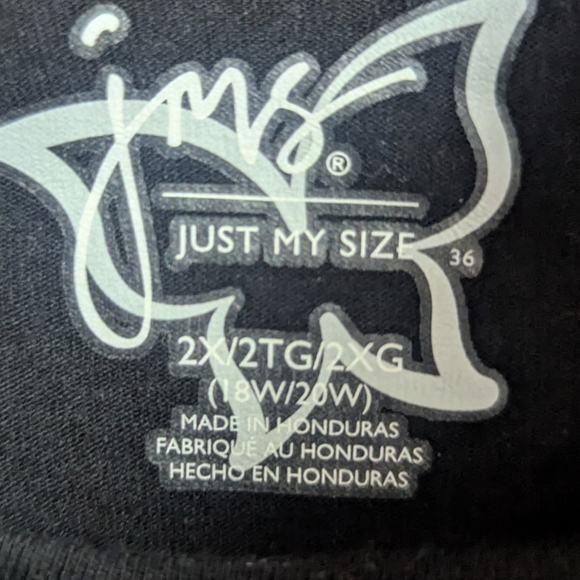 jms®
JUST MY SIZE
36
2X/2TG/2XG
(18W/20W)
MADE IN HONDURAS
FABRIQUÉ AU HONDURAS
HECHO EN HONDURAS